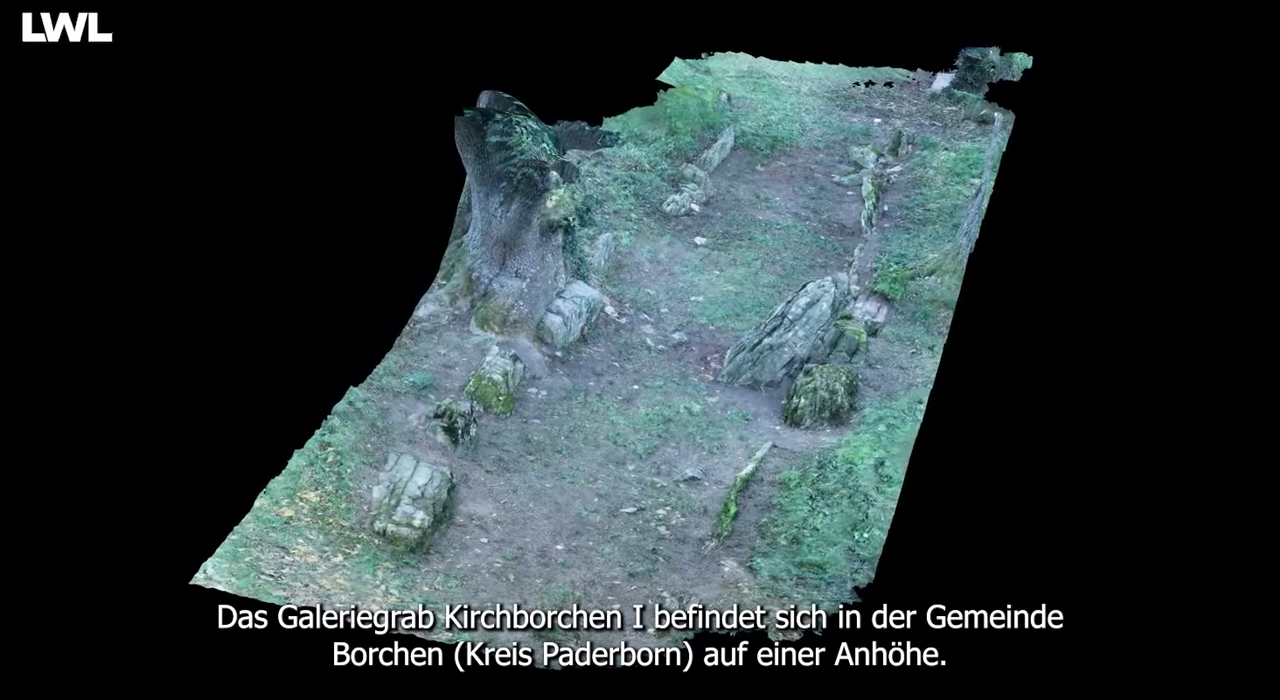 LWL
Das Galeriegrab Kirchborchen I befindet sich in der Gemeinde
Borchen (Kreis Paderborn) auf einer Anhöhe.